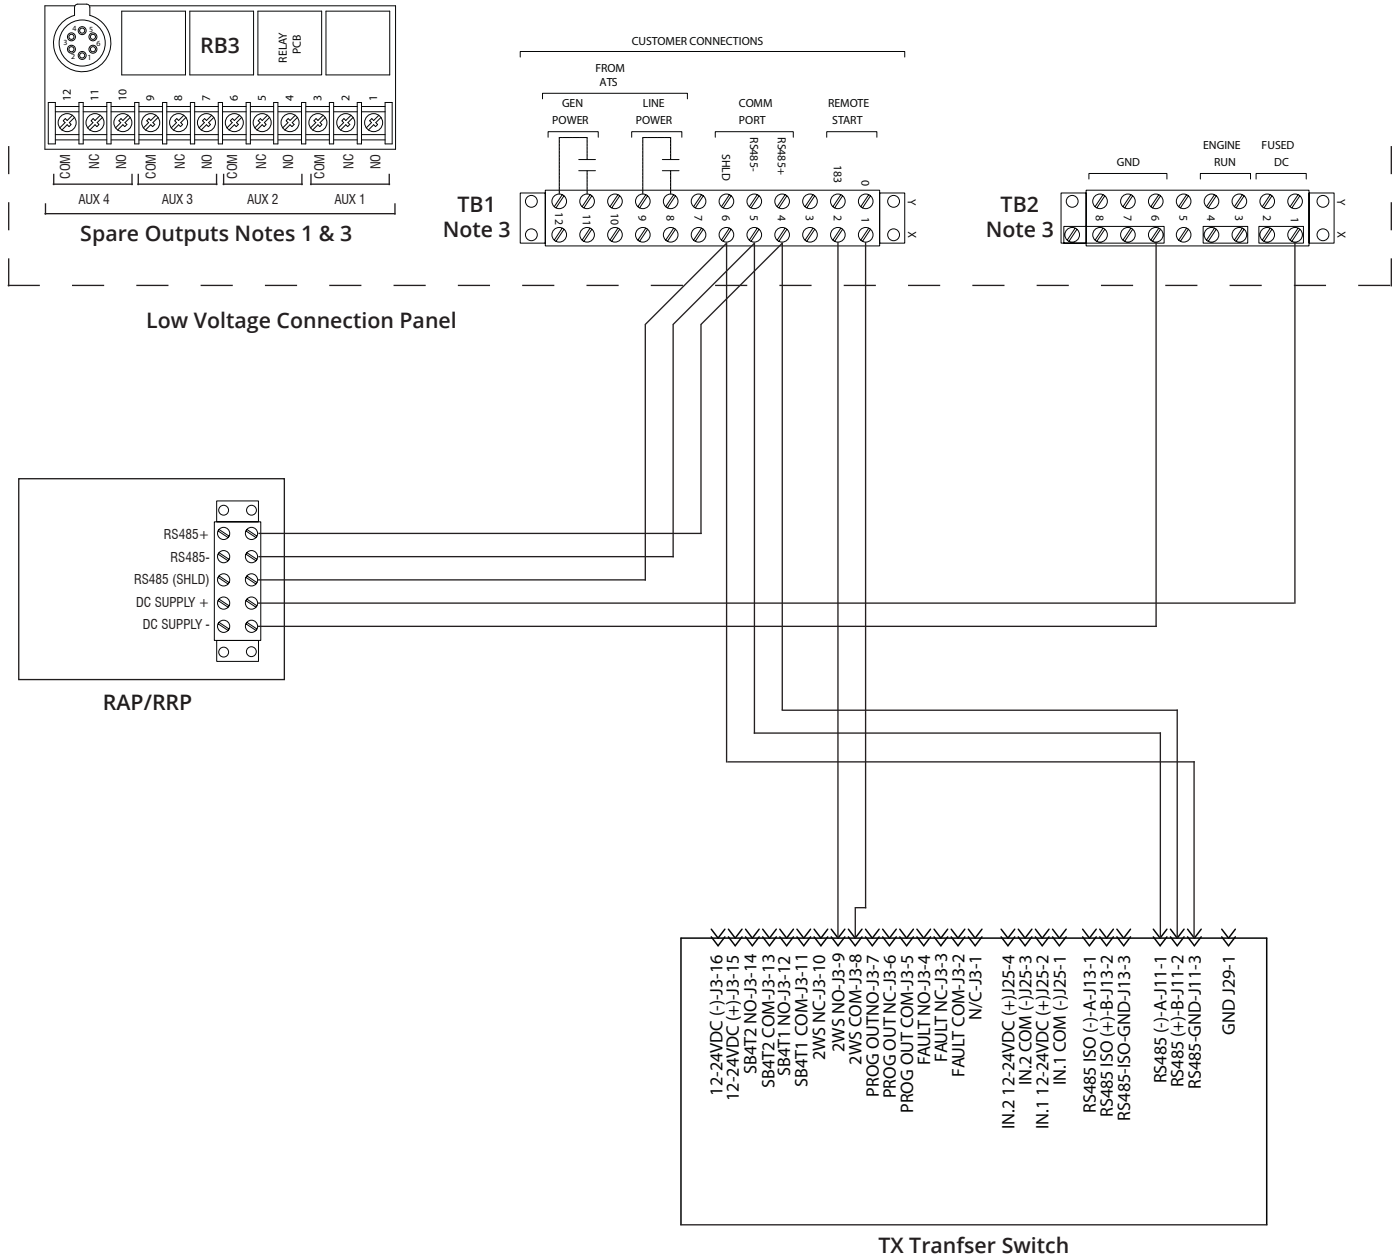 4 5
3 6
2 1
RB3
RELAY
PCB
12 11 10 9 8 7 6 5 4 3 2 1
COM NC NO COM NC NO COM NC NO COM NC NO
AUX 4 AUX 3 AUX 2 AUX 1
Spare Outputs Notes 1 & 3
Low Voltage Connection Panel
CUSTOMER CONNECTIONS
FROM
ATS
GEN
POWER
LINE
POWER
COMM
PORT
REMOTE
START
SHLD
RS485-
RS485+
183
0
TB1
Note 3
12 11 10 9 8 7 6 5 4 3 2 1
Y
X
GND
ENGINE
RUN
FUSED
DC
TB2
Note 3
8 7 6 5 4 3 2 1
Y
X
RS485+
RS485-
RS485 (SHLD)
DC SUPPLY +
DC SUPPLY -
RAP/RRP
12-24VDC (-)-J3-16
12-24VDC (+)-J3-15
SB4T2 NO-J3-14
SB4T2 COM-J3-13
SB4T1 NO-J3-12
SB4T1 COM-J3-11
2WS NC-J3-10
2WS NO-J3-9
2WS COM-J3-8
PROG OUTNO-J3-7
PROG OUT NC-J3-6
PROG OUT COM-J3-5
FAULT NO-J3-4
FAULT NC-J3-3
FAULT COM-J3-2
N/C-J3-1
IN.2 12-24VDC (+)J25-4
IN.2 COM (-)J25-3
IN.1 12-24VDC (+)J25-2
IN.1 COM (-)J25-1
RS485 ISO (-)-A-J13-1
RS485 ISO (+)-B-J13-2
RS485-ISO-GND-J13-3
RS485 (-)-A-J11-1
RS485 (+)-B-J11-2
RS485-GND-J11-3
GND J29-1
TX Tranfser Switch